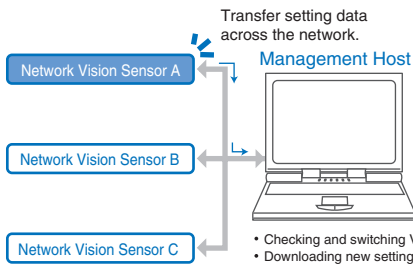 Transfer setting data
across the network.
Management Host
Network Vision Sensor A
Network Vision Sensor B
Network Vision Sensor C
• Checking and switching
• Downloading new setting